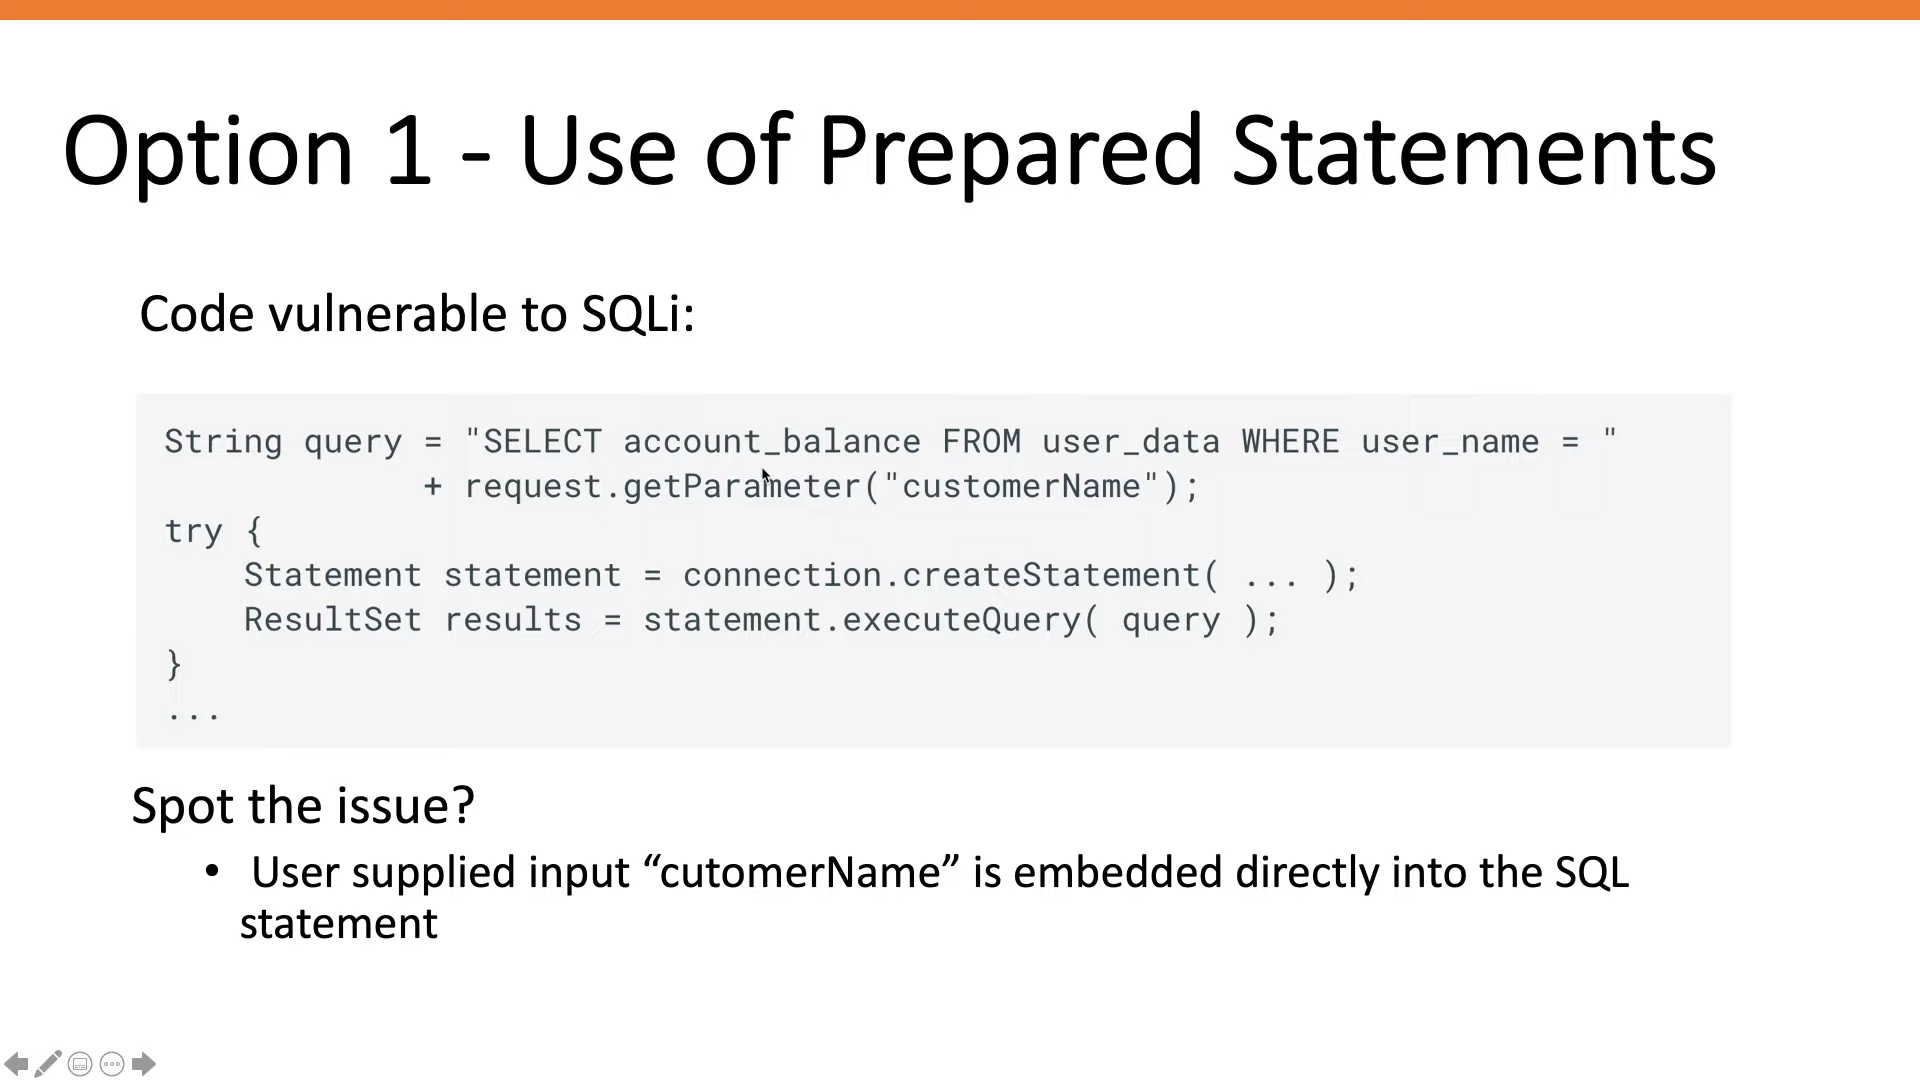 Option 1 - Use of Prepared Statements
Code vulnerable to SQLi:
String query = "SELECT account_balance FROM user_data WHERE user_name = "
             + request.getParameter("customerName");
try {
    Statement statement = connection.createStatement( ... );
    ResultSet results = statement.executeQuery( query );
}
...
Spot the issue?
• User supplied input “cutomerName” is embedded directly into the SQL
statement